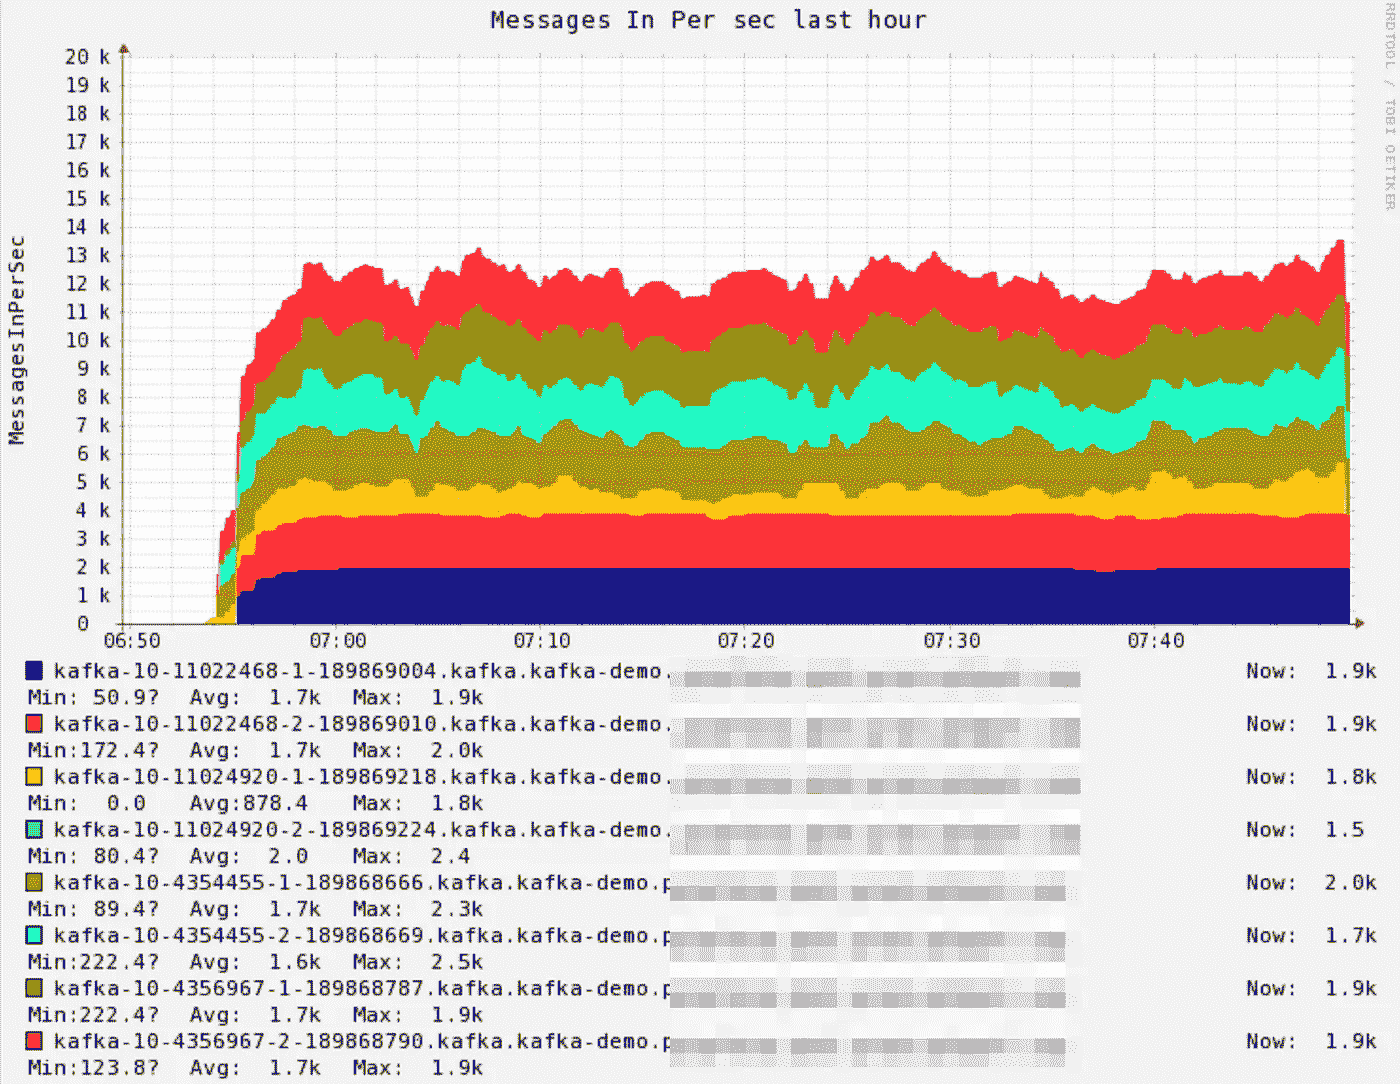 Messages In Per sec last hour
RRDTOOL / TOBI OETIKER
MessagesInPerSec
20 k
19 k
18 k
17 k
16 k
15 k
14 k
13 k
12 k
11 k
10 k
9 k
8 k
7 k
6 k
5 k
4 k
3 k
2 k
1 k
0
06:50 07:00 07:10 07:20 07:30 07:40
kafka-10-11022468-1-189869004.kafka.kafka-demo. Now: 1.9k
Min: 50.9? Avg: 1.7k Max: 1.9k
kafka-10-11022468-2-189869010.kafka.kafka-demo. Now: 1.9k
Min:172.4? Avg: 1.7k Max: 2.0k
kafka-10-11024920-1-189869218.kafka.kafka-demo. Now: 1.8k
Min: 0.0 Avg:878.4 Max: 1.8k
kafka-10-11024920-2-189869224.kafka.kafka-demo. Now: 1.5
Min: 80.4? Avg: 2.0 Max: 2.4
kafka-10-4354455-1-189868666.kafka.kafka-demo.p Now: 2.0k
Min: 89.4? Avg: 1.7k Max: 2.3k
kafka-10-4354455-2-189868669.kafka.kafka-demo.p Now: 1.7k
Min:222.4? Avg: 1.6k Max: 2.5k
kafka-10-4356967-1-189868787.kafka.kafka-demo.p Now: 1.9k
Min:222.4? Avg: 1.7k Max: 1.9k
kafka-10-4356967-2-189868790.kafka.kafka-demo.p Now: 1.9k
Min:123.8? Avg: 1.7k Max: 1.9k